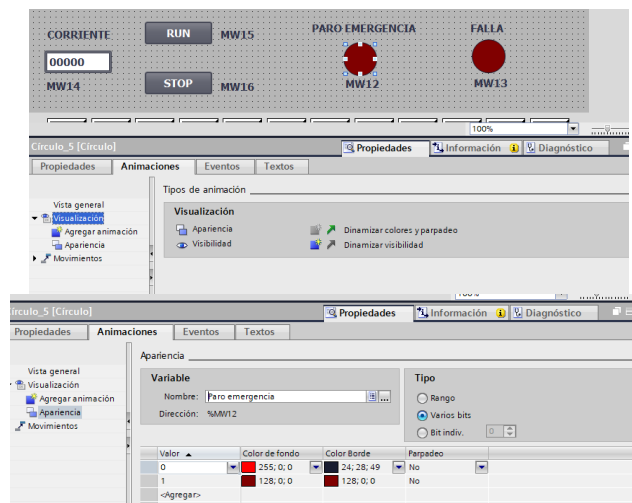 CORRIENTE RUN MW15 PARO EMERGENCIA FALLA
00000
MW14 STOP MW16 MW12 MW13
100%
Círculo_5 [Círculo] Propiedades Información Diagnóstico
Propiedades Animaciones Eventos Textos
Tipos de animación
Vista general
Visualización
Agregar animación
Apariencia
Movimientos
Visualización
Apariencia Dinamizar colores y parpadeo
Visibilidad Dinamizar visibilidad
írculo_5 [Círculo] Propiedades Información Diagnóstico
Propiedades Animaciones Eventos Textos
Apariencia
Vista general
Visualización
Agregar animación
Apariencia
Movimientos
Variable
Nombre: Paro emergencia ...
Dirección: %MW12
Tipo
Rango
Varios bits
Bit indiv. 0
Valor Color de fondo Color Borde Parpadeo
0 255; 0; 0 24; 28; 49 No
1 128; 0; 0 128; 0; 0 No
<Agregar>